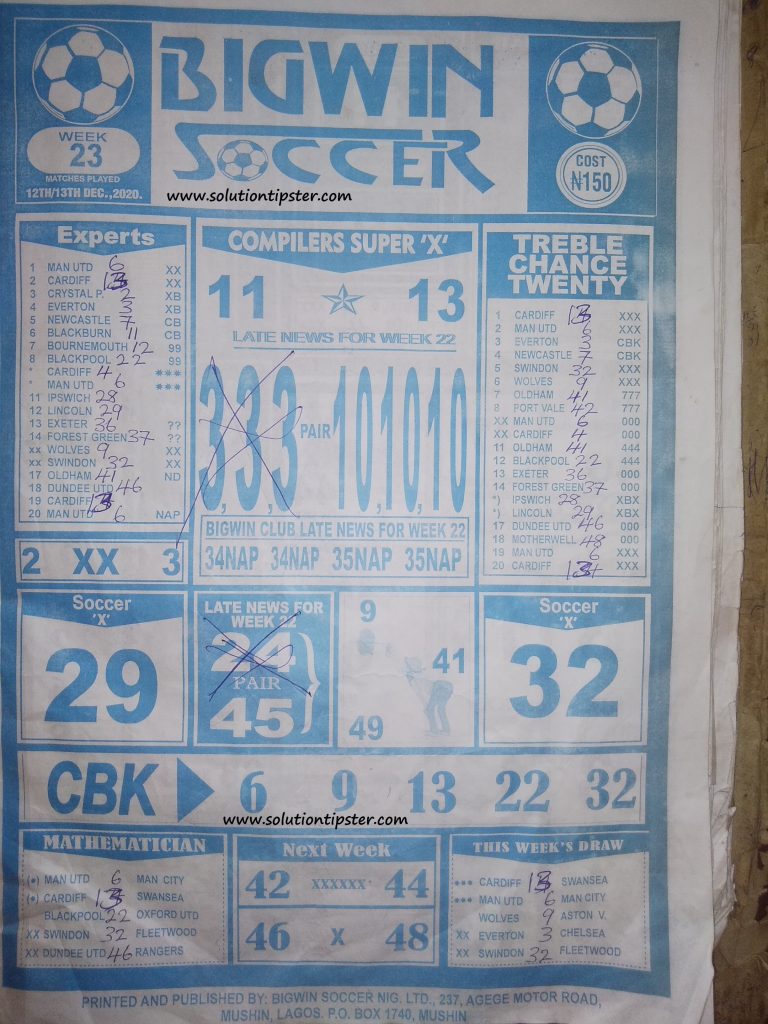 BIGWIN
SOCCER
WEEK
23
MATCHES PLAYED
12TH/13TH DEC.,2020.
COST
₦150
www.solutiontipster.com
Experts
1 MAN UTD 6 XX
2 CARDIFF XX
3 CRYSTAL P. 2 XB
4 EVERTON 3 XB
5 NEWCASTLE 7 CB
6 BLACKBURN 11 CB
7 BOURNEMOUTH 12 99
8 BLACKPOOL 22 99
* CARDIFF 4 ***
* MAN UTD 6 ***
11 IPSWICH 28
12 LINCOLN 29
13 EXETER 36 ??
14 FOREST GREEN 37 ??
xx WOLVES 9 XX
xx SWINDON 32 XX
17 OLDHAM 41 ND
18 DUNDEE UTD 46
19 CARDIFF
20 MAN UTD 6 NAP
2 XX 3
COMPILERS SUPER 'X'
11 13
LATE NEWS FOR WEEK 22
3,3,3 PAIR 10,10,10
BIGWIN CLUB LATE NEWS FOR WEEK 22
34NAP 34NAP 35NAP 35NAP
TREBLE
CHANCE
TWENTY
1 CARDIFF XXX
2 MAN UTD 6 XXX
3 EVERTON 3 CBK
4 NEWCASTLE 7 CBK
5 SWINDON 32 XXX
6 WOLVES 9 XXX
7 OLDHAM 41 777
8 PORT VALE 42 777
XX MAN UTD 6 000
XX CARDIFF 4 000
11 OLDHAM 41 444
12 BLACKPOOL 22 444
13 EXETER 36 000
14 FOREST GREEN 37 000
*) IPSWICH 28 XBX
*) LINCOLN 29 XBX
17 DUNDEE UTD 46 000
18 MOTHERWELL 48 000
19 MAN UTD 6 XXX
20 CARDIFF XXX
Soccer
'X'
29
LATE NEWS FOR
WEEK 22
24
PAIR
45
9
41
49
Soccer
'X'
32
CBK 6 9 13 22 32
www.solutiontipster.com
MATHEMATICIAN
(*) MAN UTD 6 MAN CITY
(*) CARDIFF SWANSEA
BLACKPOOL 22 OXFORD UTD
XX SWINDON 32 FLEETWOOD
XX DUNDEE UTD 46 RANGERS
Next Week
42 xxxxxx 44
46 x 48
THIS WEEK'S DRAW
*** CARDIFF SWANSEA
*** MAN UTD 6 MAN CITY
WOLVES 9 ASTON V.
XX EVERTON 3 CHELSEA
XX SWINDON 32 FLEETWOOD
PRINTED AND PUBLISHED BY: BIGWIN SOCCER NIG. LTD., 237, AGEGE MOTOR ROAD,
MUSHIN, LAGOS. P.O. BOX 1740, MUSHIN